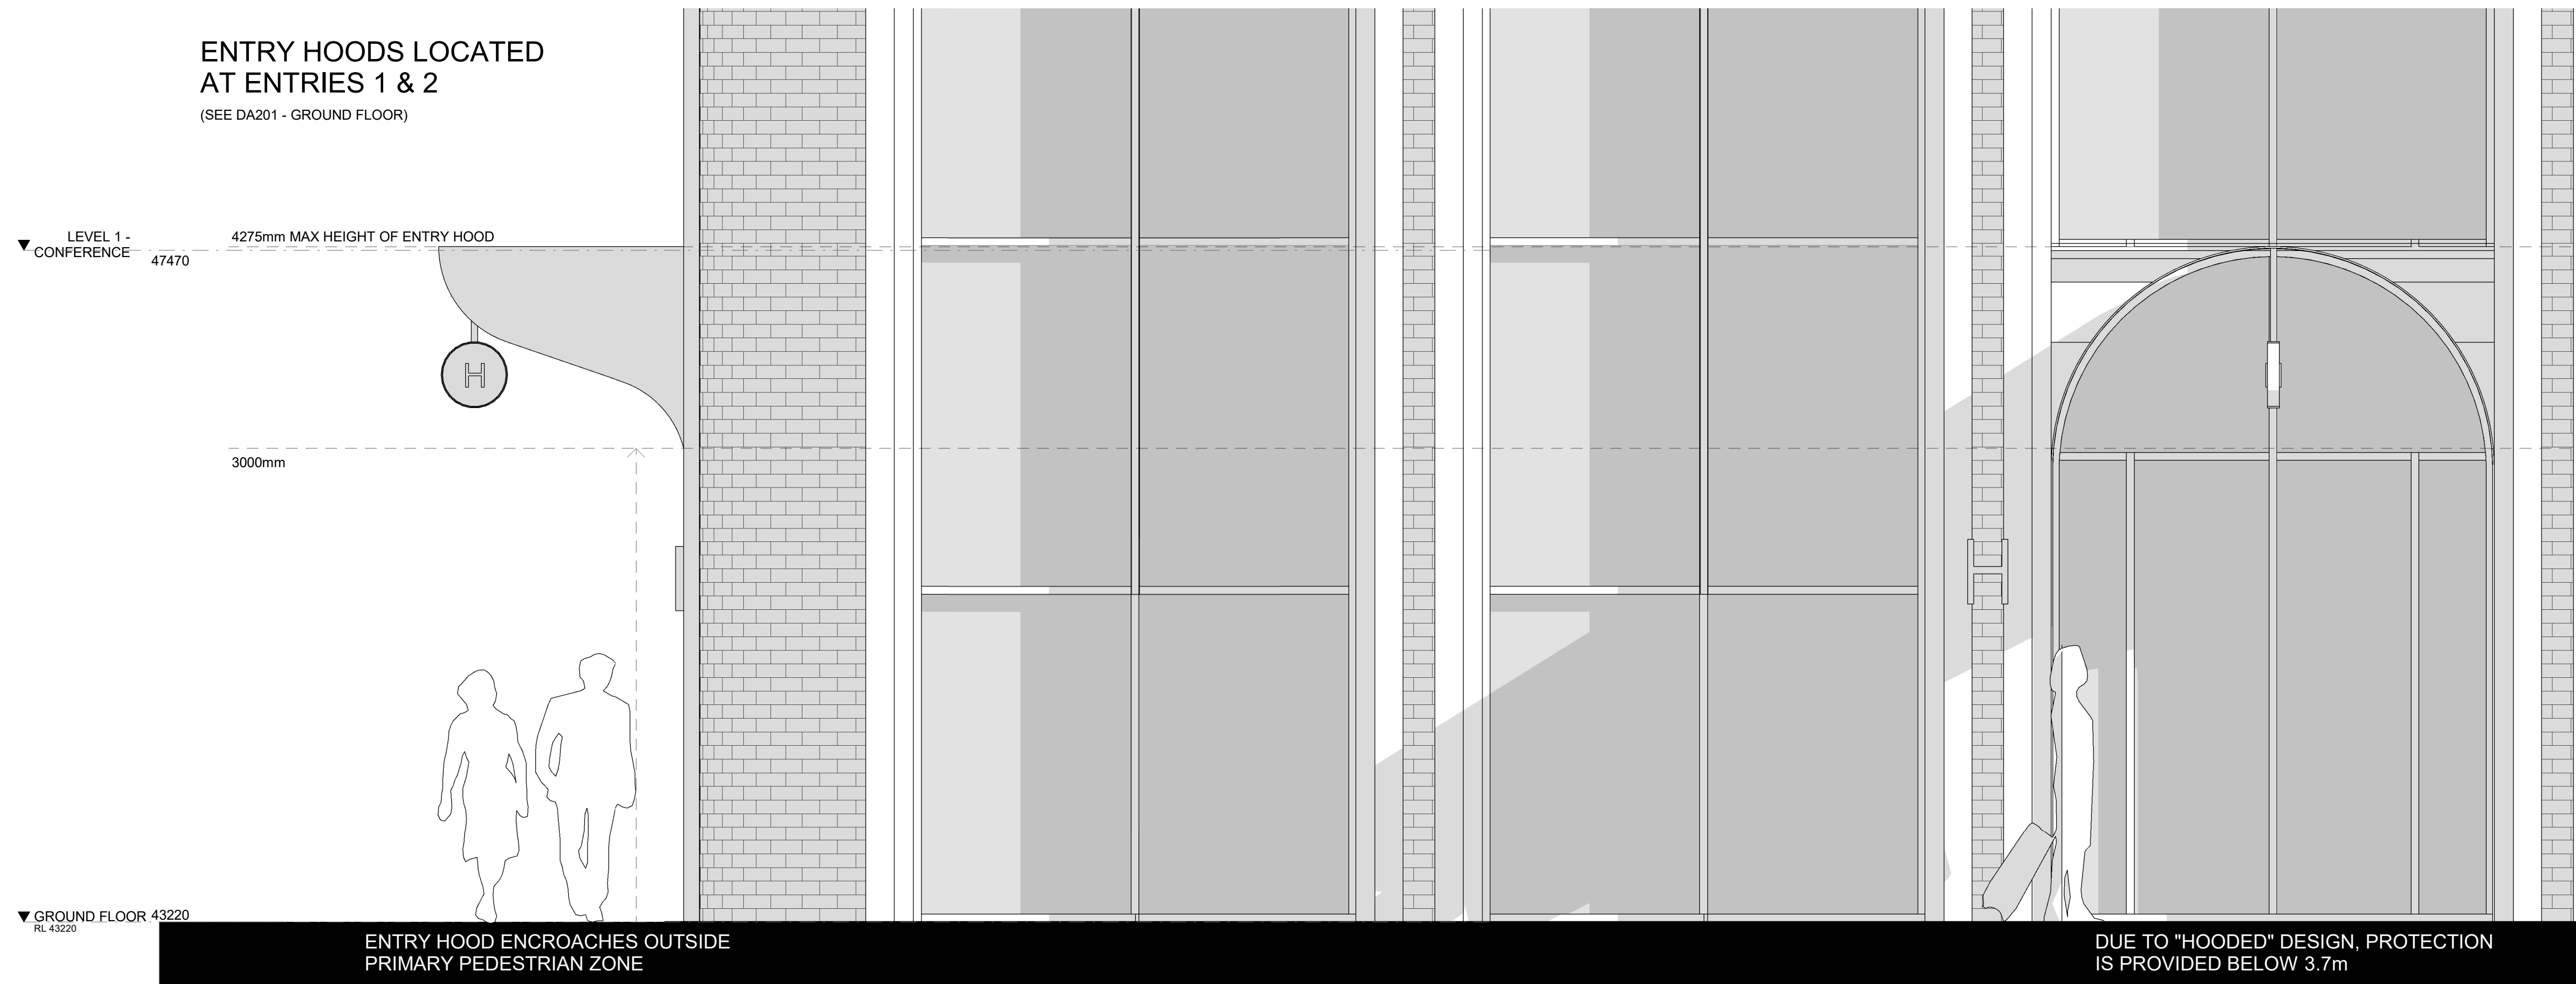 ENTRY HOODS LOCATED
AT ENTRIES 1 & 2
(SEE DA201 - GROUND FLOOR)
LEVEL 1 -
CONFERENCE
47470
4275mm MAX HEIGHT OF ENTRY HOOD
H
3000mm
H
GROUND FLOOR
43220
RL 43220
ENTRY HOOD ENCROACHES OUTSIDE
PRIMARY PEDESTRIAN ZONE
DUE TO "HOODED" DESIGN, PROTECTION
IS PROVIDED BELOW 3.7m